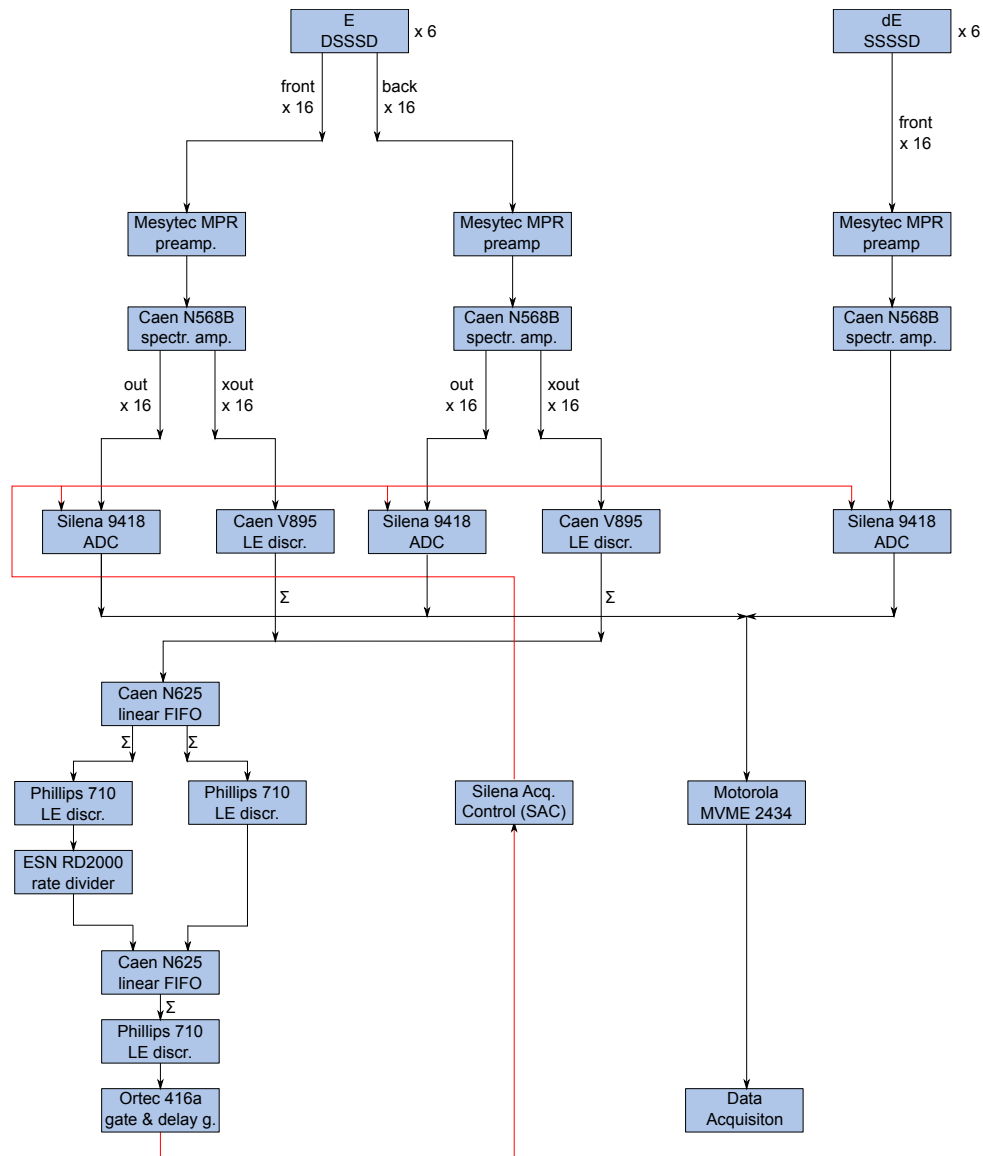 E
DSSSD
x 6
dE
SSSSD
x 6
front
x 16
back
x 16
front
x 16
Mesytec MPR
preamp.
Mesytec MPR
preamp
Mesytec MPR
preamp
Caen N568B
spectr. amp.
Caen N568B
spectr. amp.
Caen N568B
spectr. amp.
out
x 16
xout
x 16
out
x 16
xout
x 16
Silena 9418
ADC
Caen V895
LE discr.
Silena 9418
ADC
Caen V895
LE discr.
Silena 9418
ADC
Σ
Σ
Caen N625
linear FIFO
Σ
Σ
Phillips 710
LE discr.
Phillips 710
LE discr.
Silena Acq.
Control (SAC)
Motorola
MVME 2434
ESN RD2000
rate divider
Caen N625
linear FIFO
Σ
Phillips 710
LE discr.
Ortec 416a
gate & delay g.
Data
Acquisiton